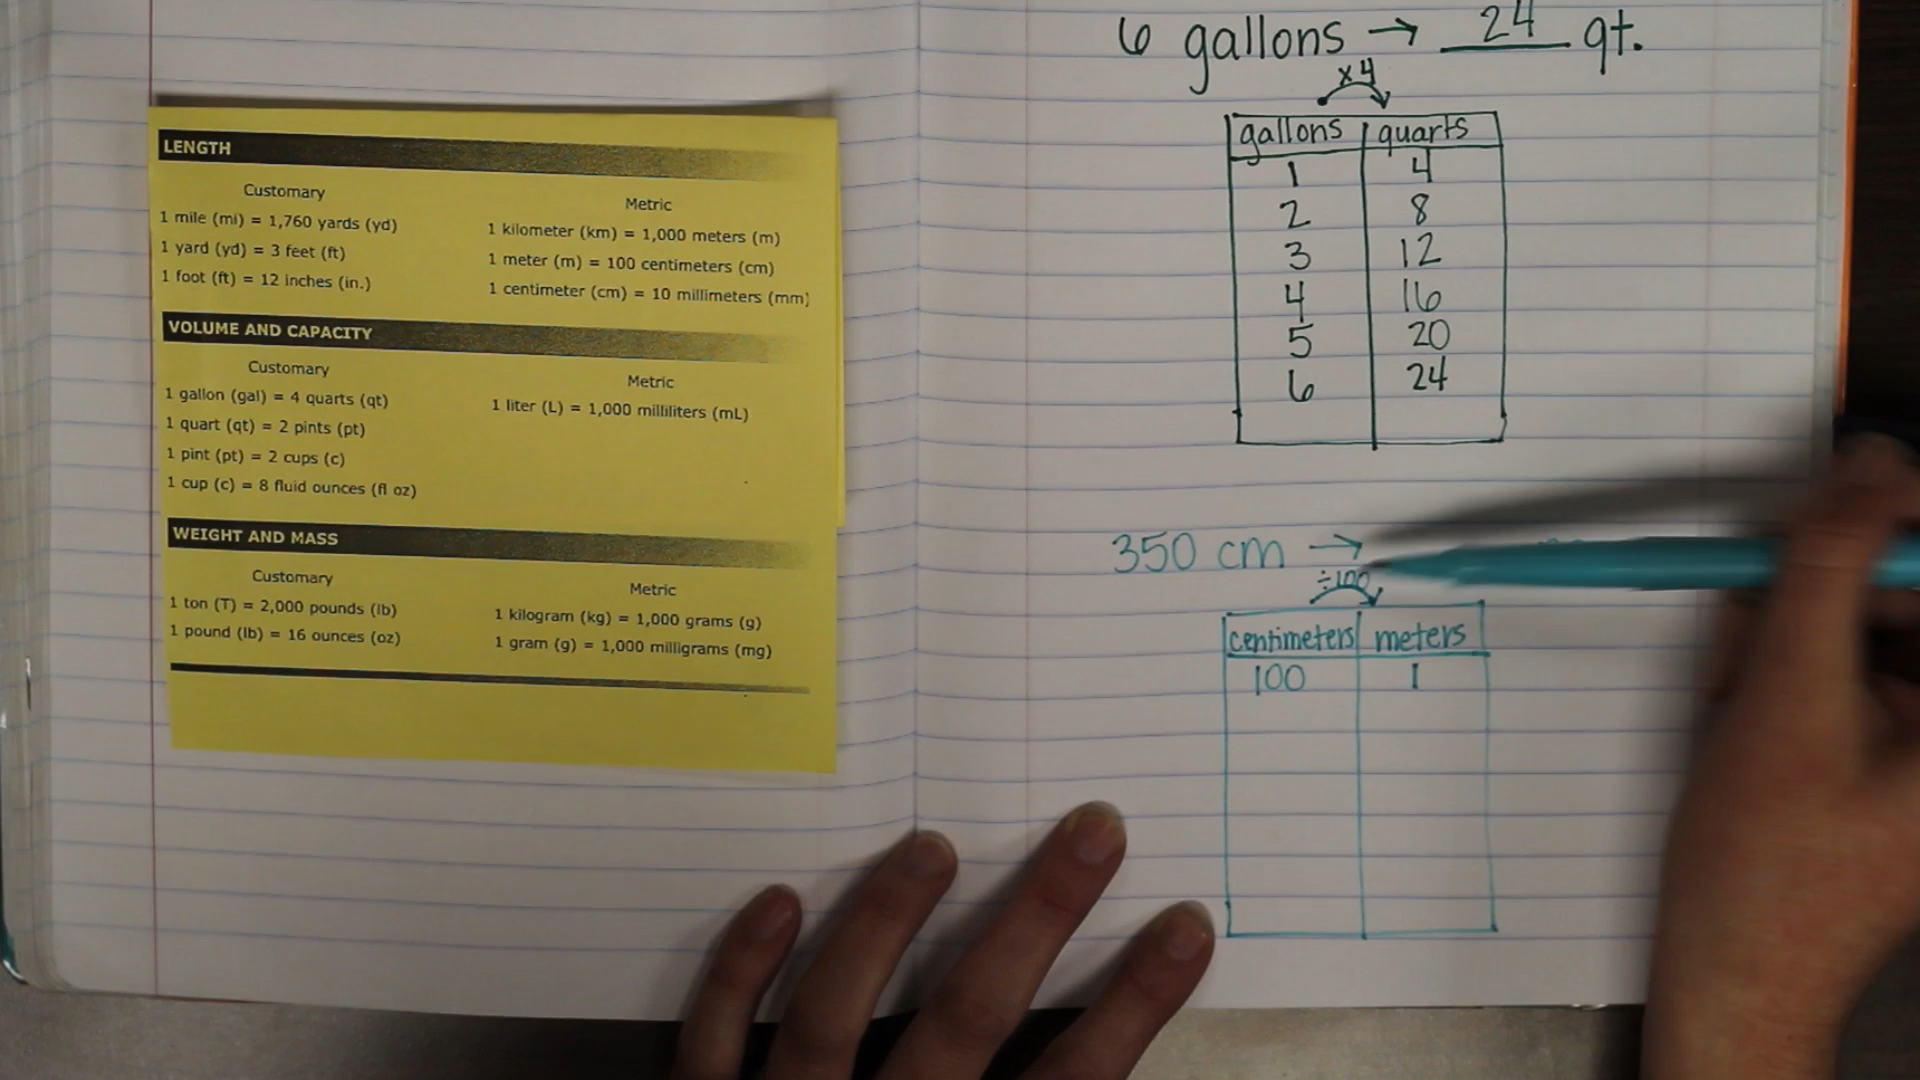 LENGTH
Customary
Metric
1 mile (mi) = 1,760 yards (yd)
1 kilometer (km) = 1,000 meters (m)
1 yard (yd) = 3 feet (ft)
1 meter (m) = 100 centimeters (cm)
1 foot (ft) = 12 inches (in.)
1 centimeter (cm) = 10 millimeters (mm)
VOLUME AND CAPACITY
Customary
Metric
1 gallon (gal) = 4 quarts (qt)
1 liter (L) = 1,000 milliliters (mL)
1 quart (qt) = 2 pints (pt)
1 pint (pt) = 2 cups (c)
1 cup (c) = 8 fluid ounces (fl oz)
WEIGHT AND MASS
Customary
Metric
1 ton (T) = 2,000 pounds (lb)
1 kilogram (kg) = 1,000 grams (g)
1 pound (lb) = 16 ounces (oz)
1 gram (g) = 1,000 milligrams (mg)
6 gallons → 24 qt.
x4
gallons quarts
1 4
2 8
3 12
4 16
5 20
6 24
350 cm →
÷100
centimeters meters
100 1